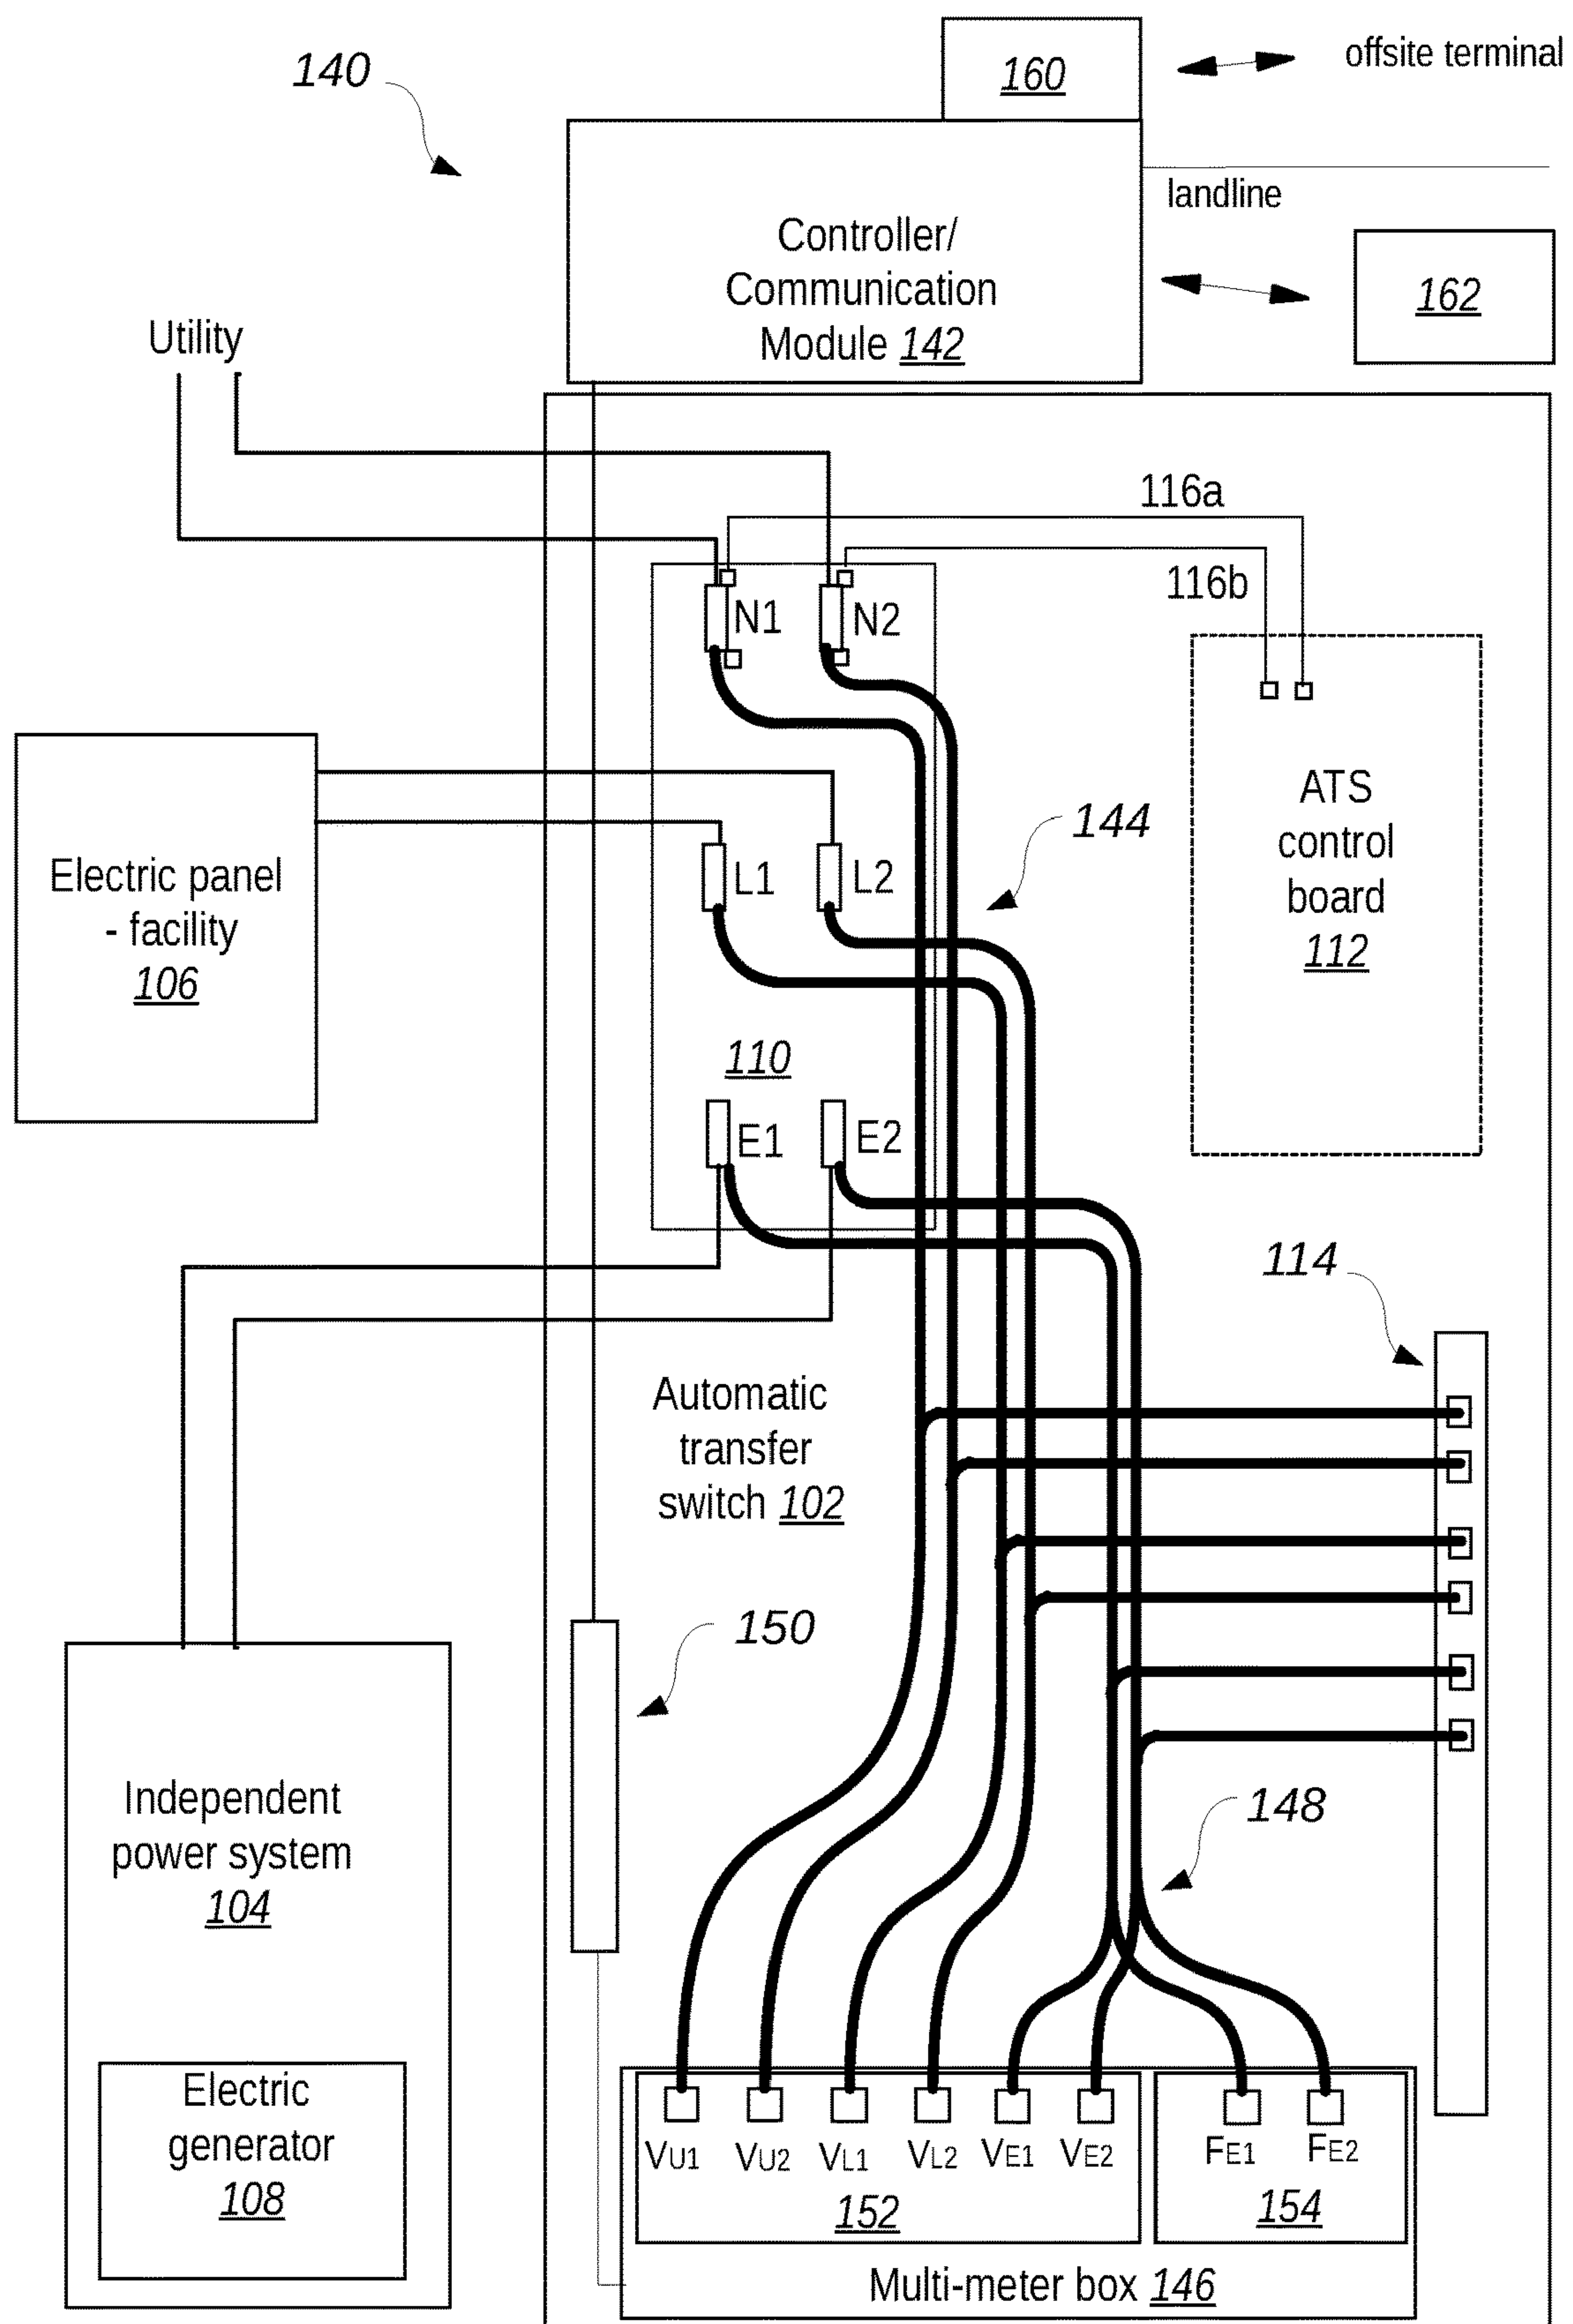 140
160
offsite terminal
landline
Controller/
Communication
Module 142
162
Utility
116a
116b
N1
N2
ATS
control
board
112
Electric panel
- facility
106
144
L1
L2
110
E1
E2
114
Automatic
transfer
switch 102
150
Independent
power system
104
148
Electric
generator
108
VU1 VU2 VL1 VL2 VE1 VE2
FE1 FE2
152
154
Multi-meter box 146